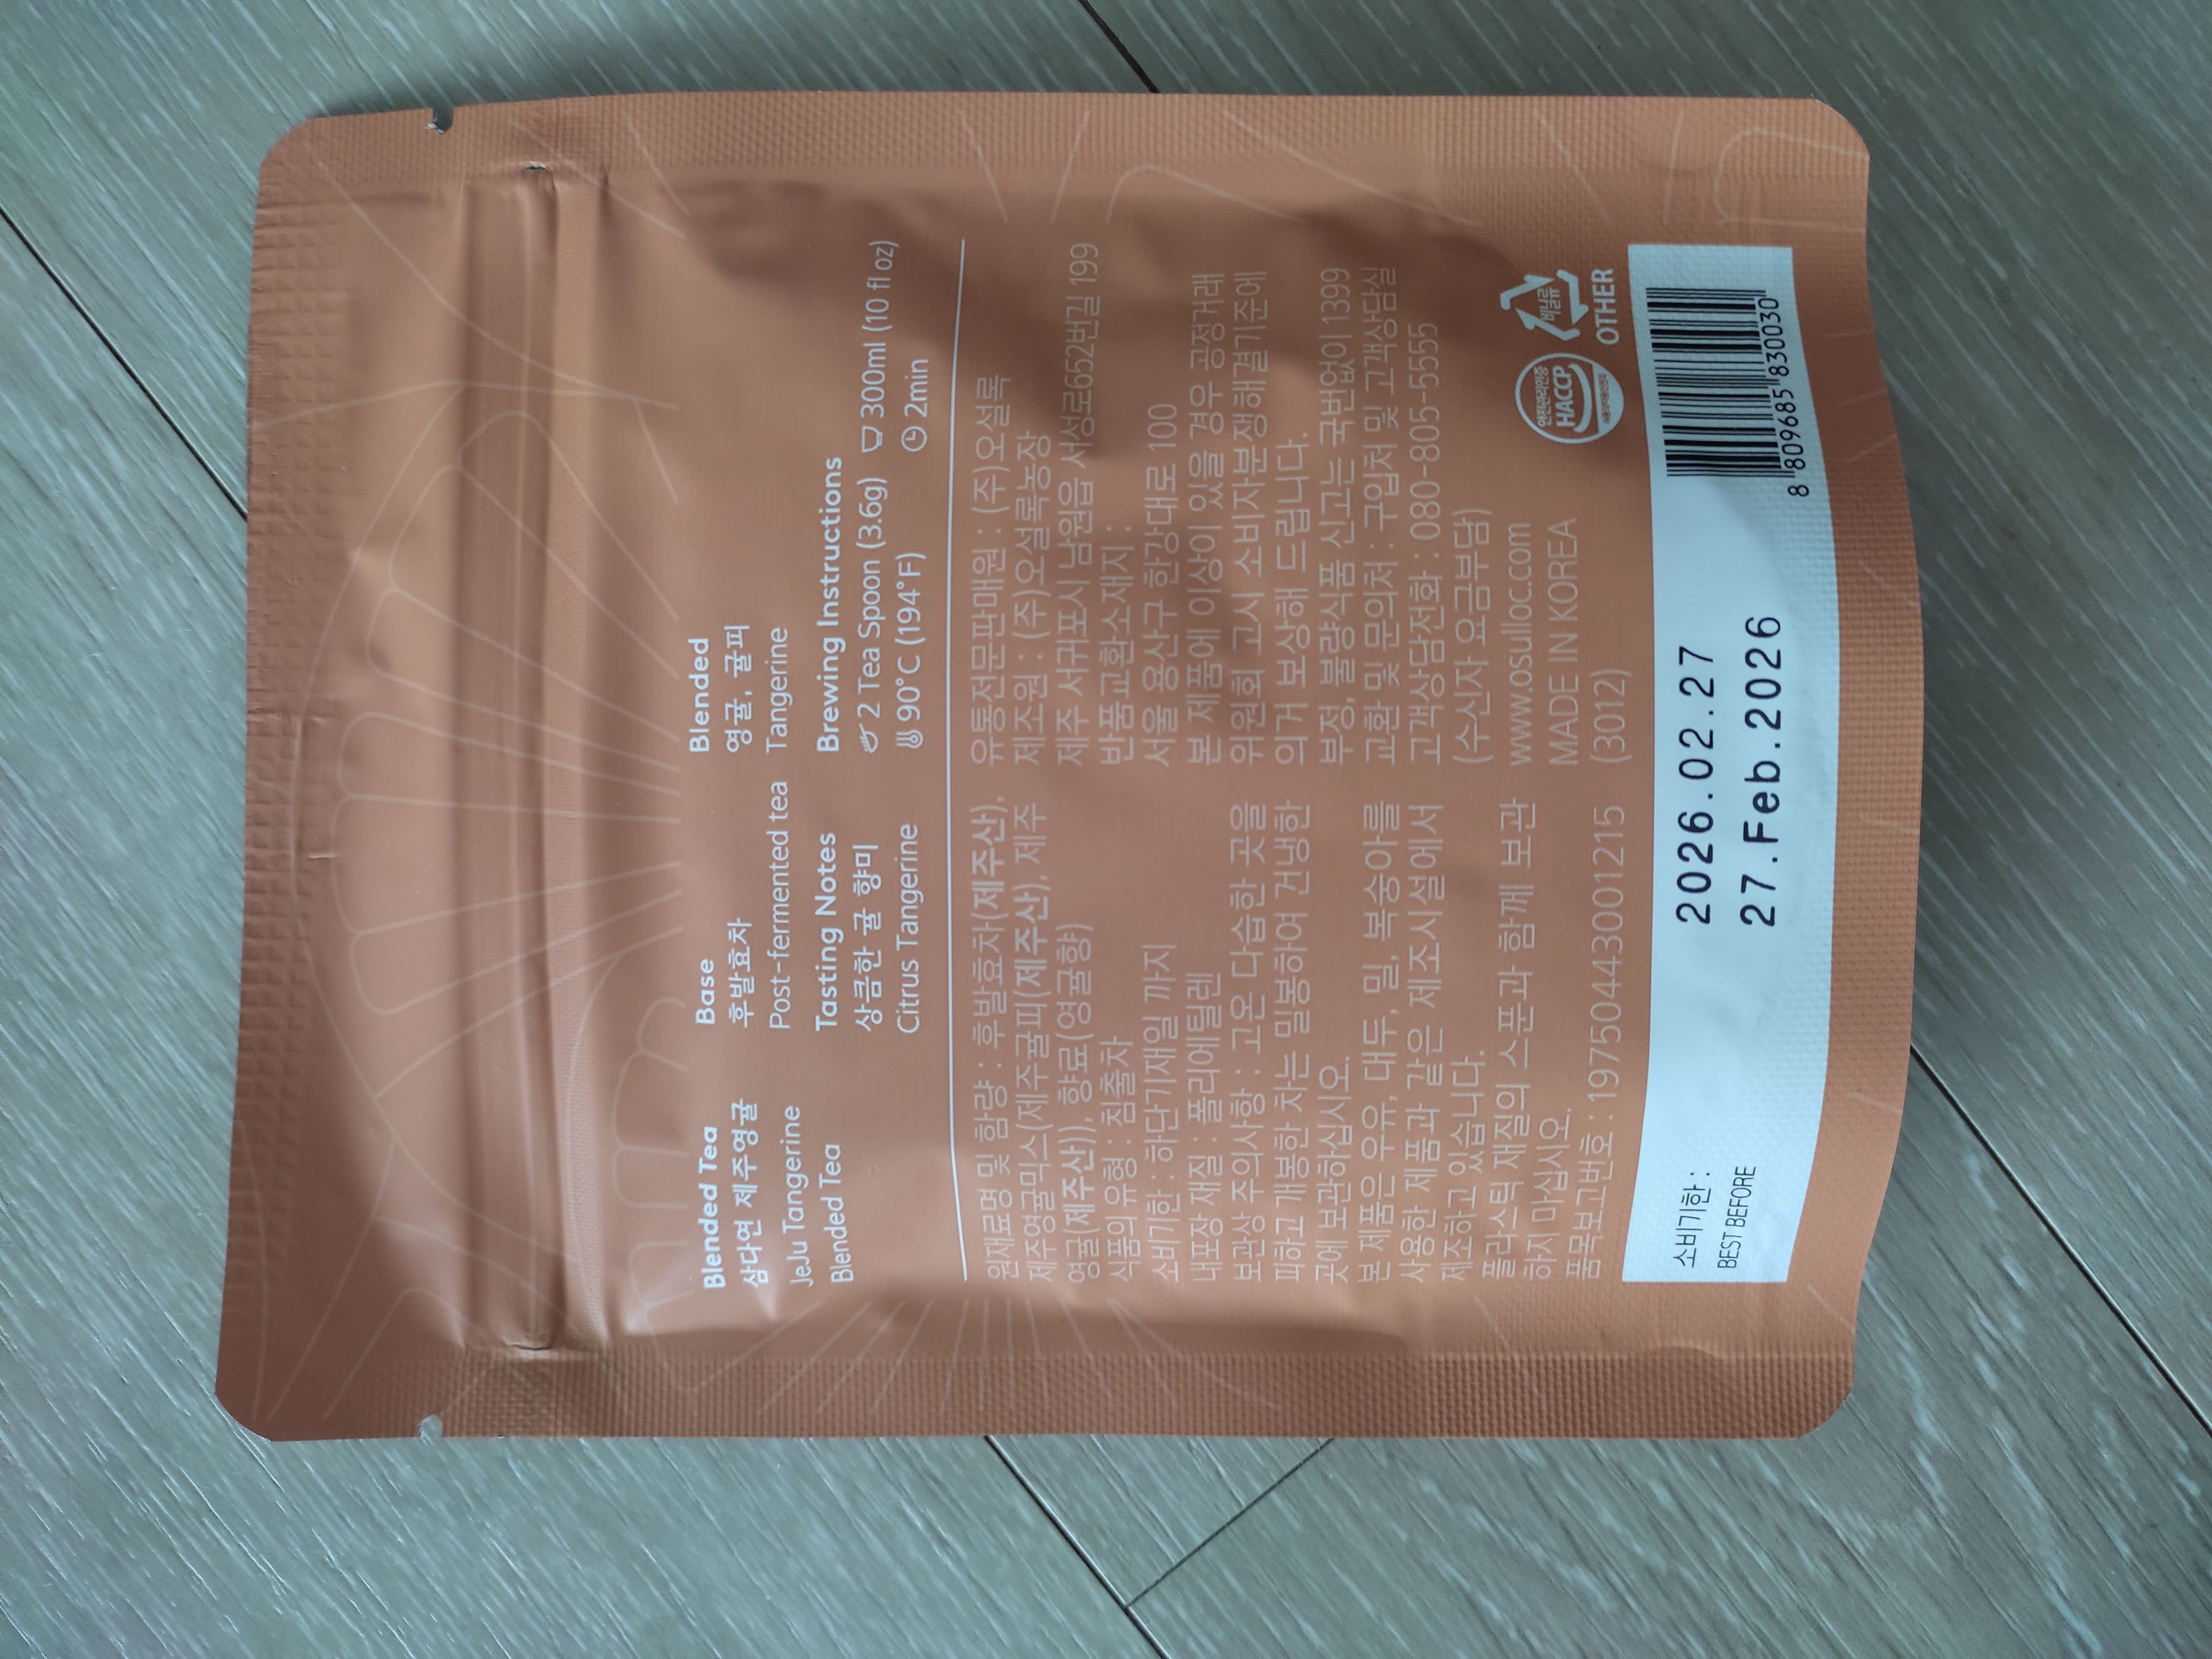 Blended Tea
삼다연 제주영귤
JeJu Tangerine
Blended Tea
Base
후발효차
Post-fermented tea
Blended
영귤, 귤피
Tangerine
Tasting Notes
상큼한 귤 향미
Citrus Tangerine
Brewing Instructions
2 Tea Spoon (3.6g) 300ml (10 fl oz)
90°C (194°F) 2min
원재료명 및 함량 : 후발효차(제주산),
제주영귤믹스(제주귤피(제주산), 제주
영귤(제주산)), 향료(영귤향)
식품의 유형 : 침출차
소비기한 : 하단기재일 까지
내포장 재질 : 폴리에틸렌
보관상 주의사항 : 고온 다습한 곳을
피하고 개봉한 차는 밀봉하여 건냉한
곳에 보관하십시오.
본 제품은 우유, 대두, 밀, 복숭아를
사용한 제품과 같은 제조시설에서
제조하고 있습니다.
플라스틱 재질의 스푼과 함께 보관
하지 마십시오.
품목보고번호 : 19750443001215
유통전문판매원 : (주)오설록
제조원 : (주)오설록농장
제주 서귀포시 남원읍 서성로652번길 199
반품교환소재지 :
서울 용산구 한강대로 100
본 제품에 이상이 있을 경우 공정거래
위원회 고시 소비자분쟁해결기준에
의거 보상해 드립니다.
부정, 불량식품 신고는 국번없이 1399
교환 및 문의처 : 구입처 및 고객상담실
고객상담전화 : 080-805-5555
(수신자 요금부담)
www.osulloc.com
MADE IN KOREA
(3012)
안전관리인증
HACCP
비닐류
OTHER
소비기한 :
BEST BEFORE
2026.02.27
27.Feb.2026
8 809685 830030